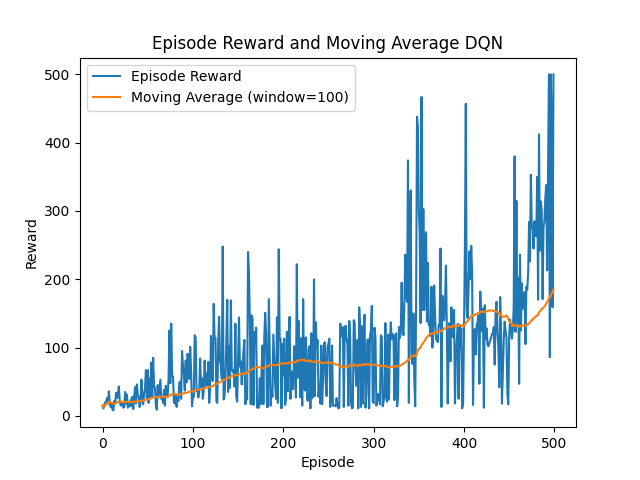 Episode Reward and Moving Average DQN
Episode Reward
Moving Average (window=100)
500
400
300
200
100
0
Reward
0 100 200 300 400 500
Episode